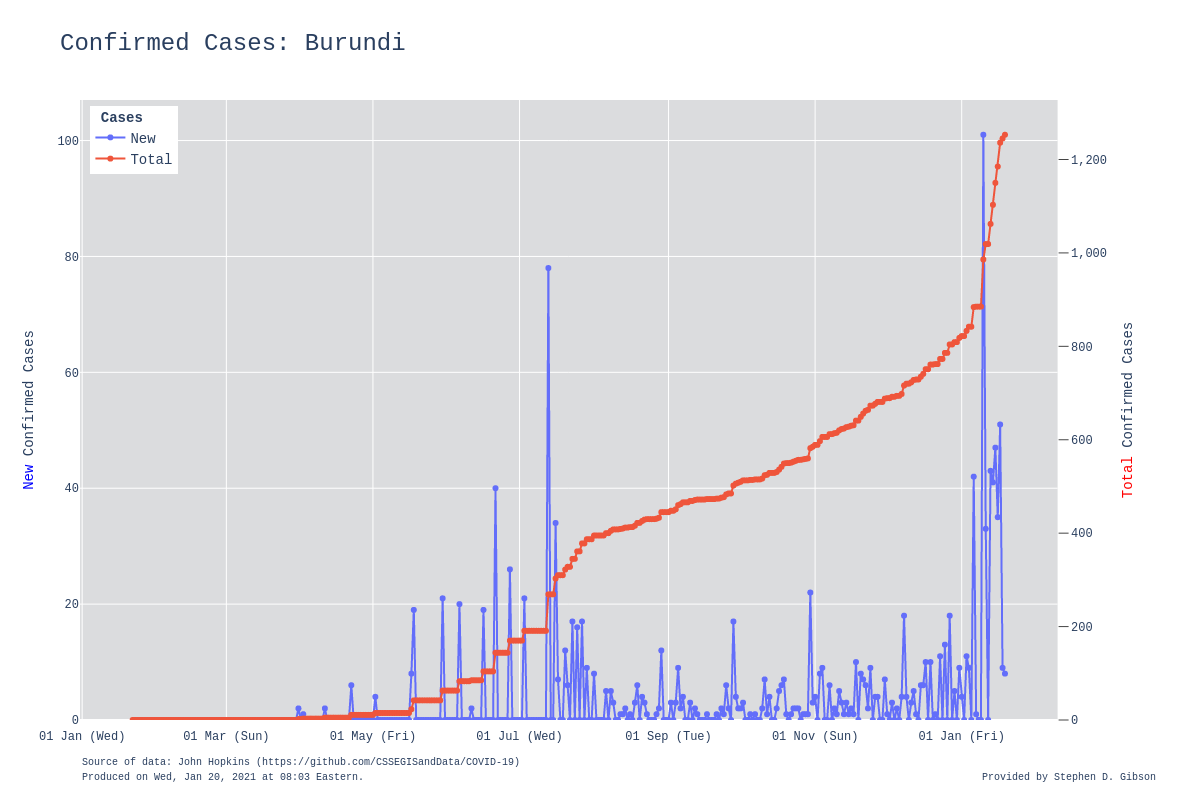 Confirmed Cases: Burundi
Cases
New
Total
100
80
60
40
20
0
1,200
1,000
800
600
400
200
0
New Confirmed Cases
Total Confirmed Cases
01 Jan (Wed)
01 Mar (Sun)
01 May (Fri)
01 Jul (Wed)
01 Sep (Tue)
01 Nov (Sun)
01 Jan (Fri)
Source of data: John Hopkins (https://github.com/CSSEGISandData/COVID-19)
Produced on Wed, Jan 20, 2021 at 08:03 Eastern.
Provided by Stephen D. Gibson